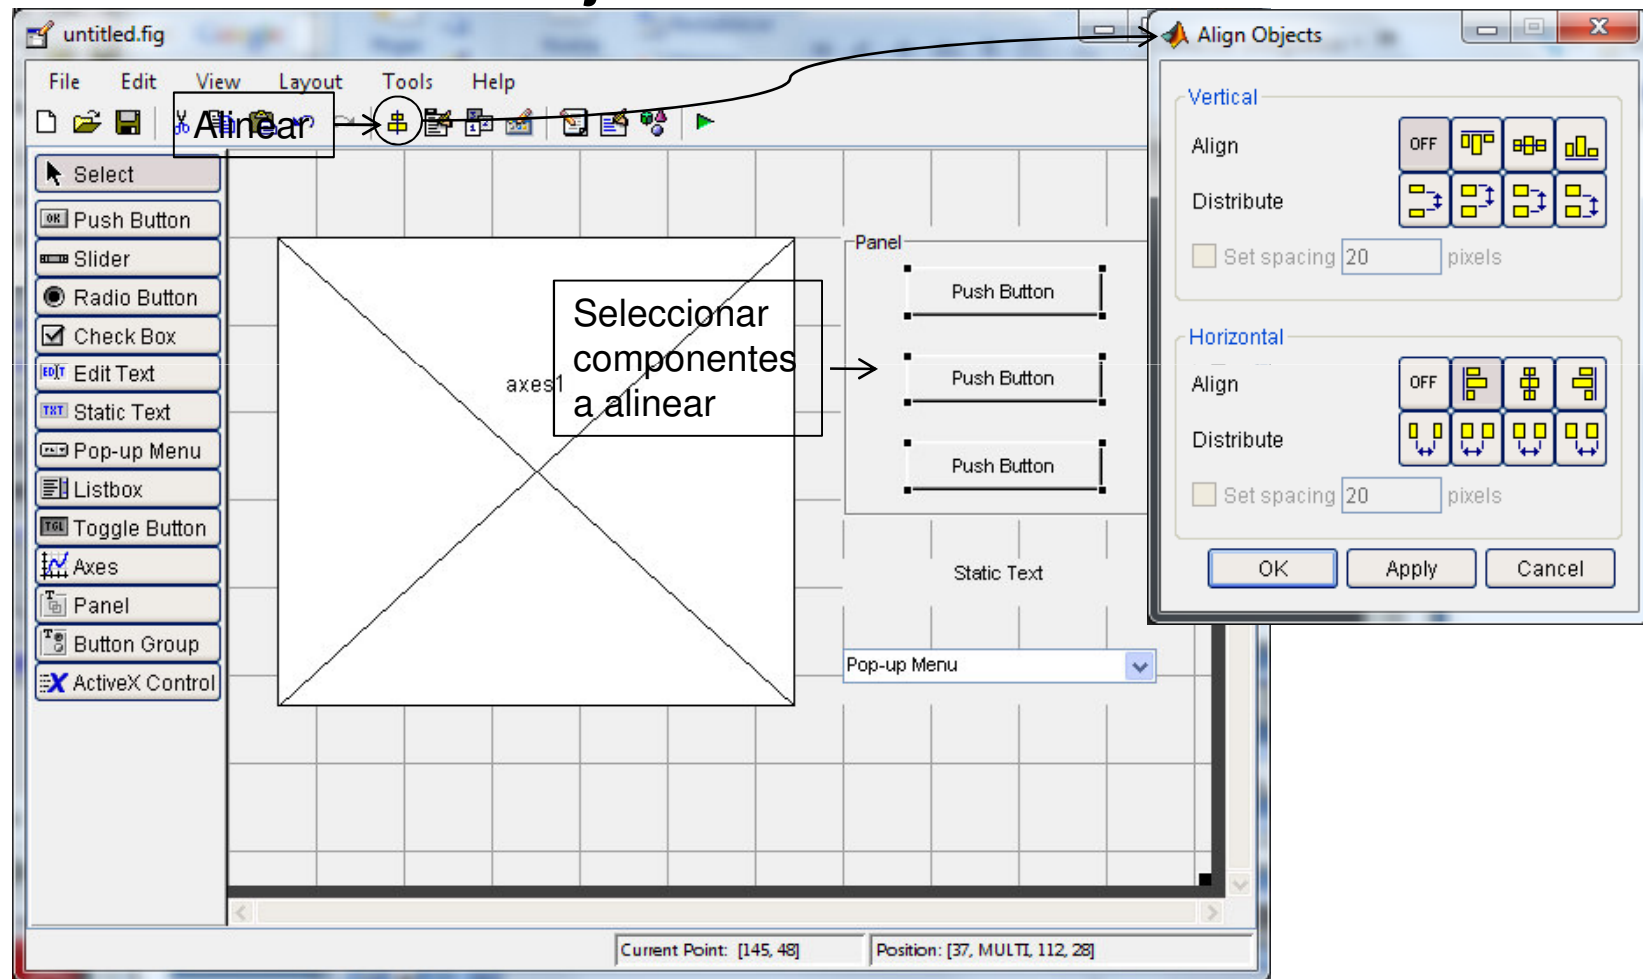 untitled.fig
File Edit View Layout Tools Help
Alinear
Select
Push Button
Slider
Radio Button
Check Box
Edit Text
Static Text
Pop-up Menu
Listbox
Toggle Button
Axes
Panel
Button Group
ActiveX Control
axes1
Seleccionar
componentes
a alinear
Panel
Push Button
Push Button
Push Button
Static Text
Pop-up Menu
Current Point: [145, 48]
Position: [37, MULTI, 112, 28]
Align Objects
Vertical
Align OFF
Distribute
Set spacing 20 pixels
Horizontal
Align OFF
Distribute
Set spacing 20 pixels
OK Apply Cancel